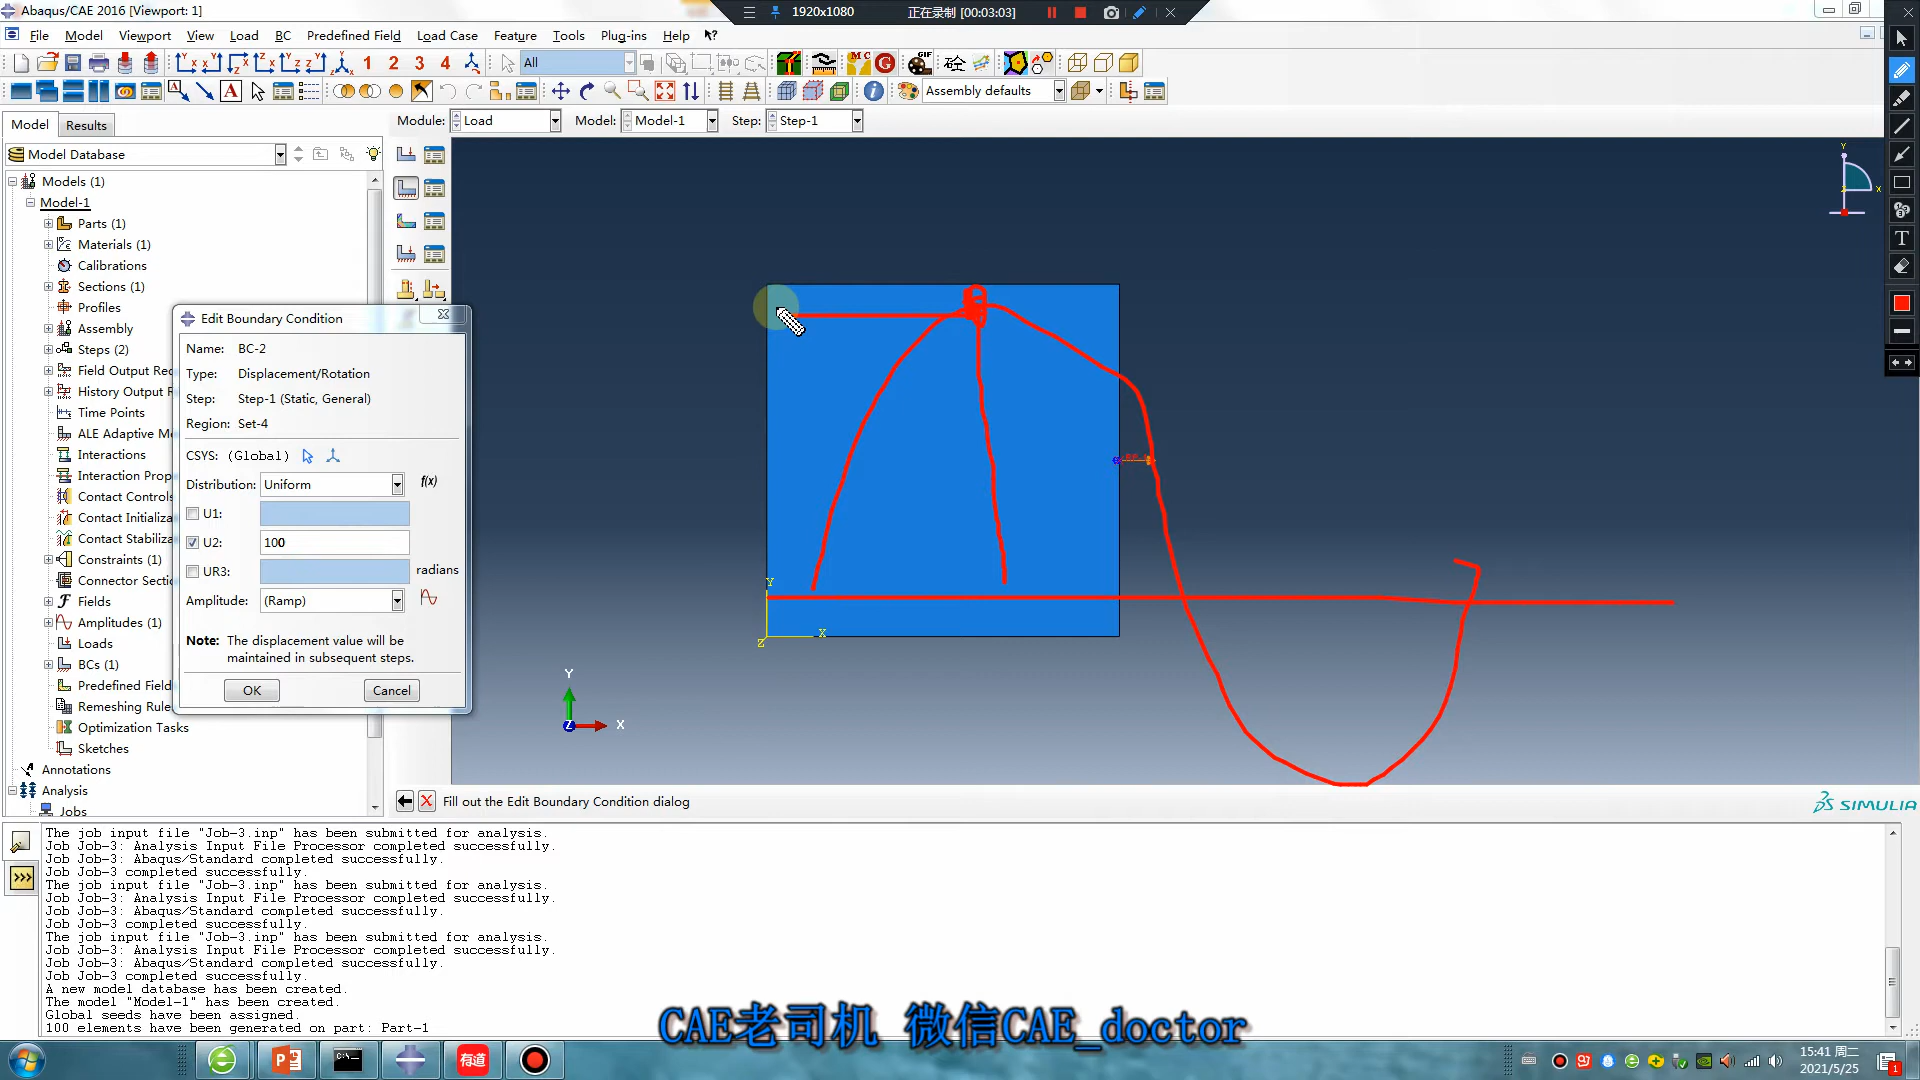 Abaqus/CAE 2016 [Viewport: 1]
1920x1080 正在录制 [00:03:03]
File Model Viewport View Load BC Predefined Field Load Case Feature Tools Plug-ins Help
1 2 3 4 All
Assembly defaults
Model Results
Module: Load Model: Model-1 Step: Step-1
Model Database
Models (1)
Model-1
Parts (1)
Materials (1)
Calibrations
Sections (1)
Profiles
Assembly
Steps (2)
Field Output Rec
History Output R
Time Points
ALE Adaptive Me
Interactions
Interaction Prop
Contact Controls
Contact Initializa
Contact Stabiliza
Constraints (1)
Connector Sectio
Fields
Amplitudes (1)
Loads
BCs (1)
Predefined Field
Remeshing Rule
Optimization Tasks
Sketches
Annotations
Analysis
Jobs
Edit Boundary Condition
Name: BC-2
Type: Displacement/Rotation
Step: Step-1 (Static, General)
Region: Set-4
CSYS: (Global)
Distribution: Uniform f(x)
U1:
U2: 100
UR3: radians
Amplitude: (Ramp)
Note: The displacement value will be
maintained in subsequent steps.
OK Cancel
Y
X
Z
Y
X
Z
Y
X
Fill out the Edit Boundary Condition dialog
SIMULIA
The job input file "Job-3.inp" has been submitted for analysis.
Job Job-3: Analysis Input File Processor completed successfully.
Job Job-3: Abaqus/Standard completed successfully.
Job Job-3 completed successfully.
The job input file "Job-3.inp" has been submitted for analysis.
Job Job-3: Analysis Input File Processor completed successfully.
Job Job-3: Abaqus/Standard completed successfully.
Job Job-3 completed successfully.
The job input file "Job-3.inp" has been submitted for analysis.
Job Job-3: Analysis Input File Processor completed successfully.
Job Job-3: Abaqus/Standard completed successfully.
Job Job-3 completed successfully.
A new model database has been created.
The model "Model-1" has been created.
Global seeds have been assigned.
100 elements have been generated on part: Part-1
CAE老司机 微信CAE_doctor
有道
15:41 周二
2021/5/25